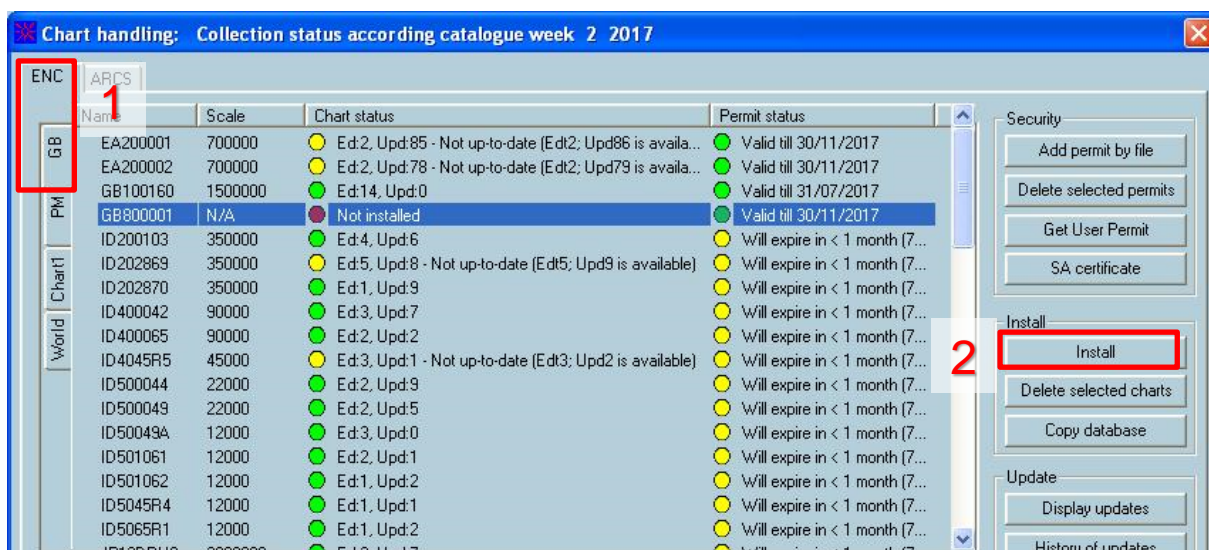 Chart handling: Collection status according catalogue week 2 2017
ENC ARCS
1
Name Scale Chart status Permit status
GB
PM
Chart1
World
EA200001 700000 Ed:2, Upd:85 - Not up-to-date (Edt2; Upd86 is availa... Valid till 30/11/2017
EA200002 700000 Ed:2, Upd:78 - Not up-to-date (Edt2; Upd79 is availa... Valid till 30/11/2017
GB100160 1500000 Ed:14, Upd:0 Valid till 31/07/2017
GB800001 N/A Not installed Valid till 30/11/2017
ID200103 350000 Ed:4, Upd:6 Will expire in < 1 month (7...
ID202869 350000 Ed:5, Upd:8 - Not up-to-date (Edt5; Upd9 is available) Will expire in < 1 month (7...
ID202870 350000 Ed:1, Upd:9 Will expire in < 1 month (7...
ID400042 90000 Ed:3, Upd:7 Will expire in < 1 month (7...
ID400065 90000 Ed:2, Upd:2 Will expire in < 1 month (7...
ID4045R5 45000 Ed:3, Upd:1 - Not up-to-date (Edt3; Upd2 is available) Will expire in < 1 month (7...
ID500044 22000 Ed:2, Upd:9 Will expire in < 1 month (7...
ID500049 22000 Ed:2, Upd:5 Will expire in < 1 month (7...
ID50049A 12000 Ed:3, Upd:0 Will expire in < 1 month (7...
ID501061 12000 Ed:2, Upd:1 Will expire in < 1 month (7...
ID501062 12000 Ed:1, Upd:2 Will expire in < 1 month (7...
ID5045R4 12000 Ed:1, Upd:1 Will expire in < 1 month (7...
ID5065R1 12000 Ed:1, Upd:2 Will expire in < 1 month (7...
Security
Add permit by file
Delete selected permits
Get User Permit
SA certificate
Install
2
Install
Delete selected charts
Copy database
Update
Display updates
History of updates